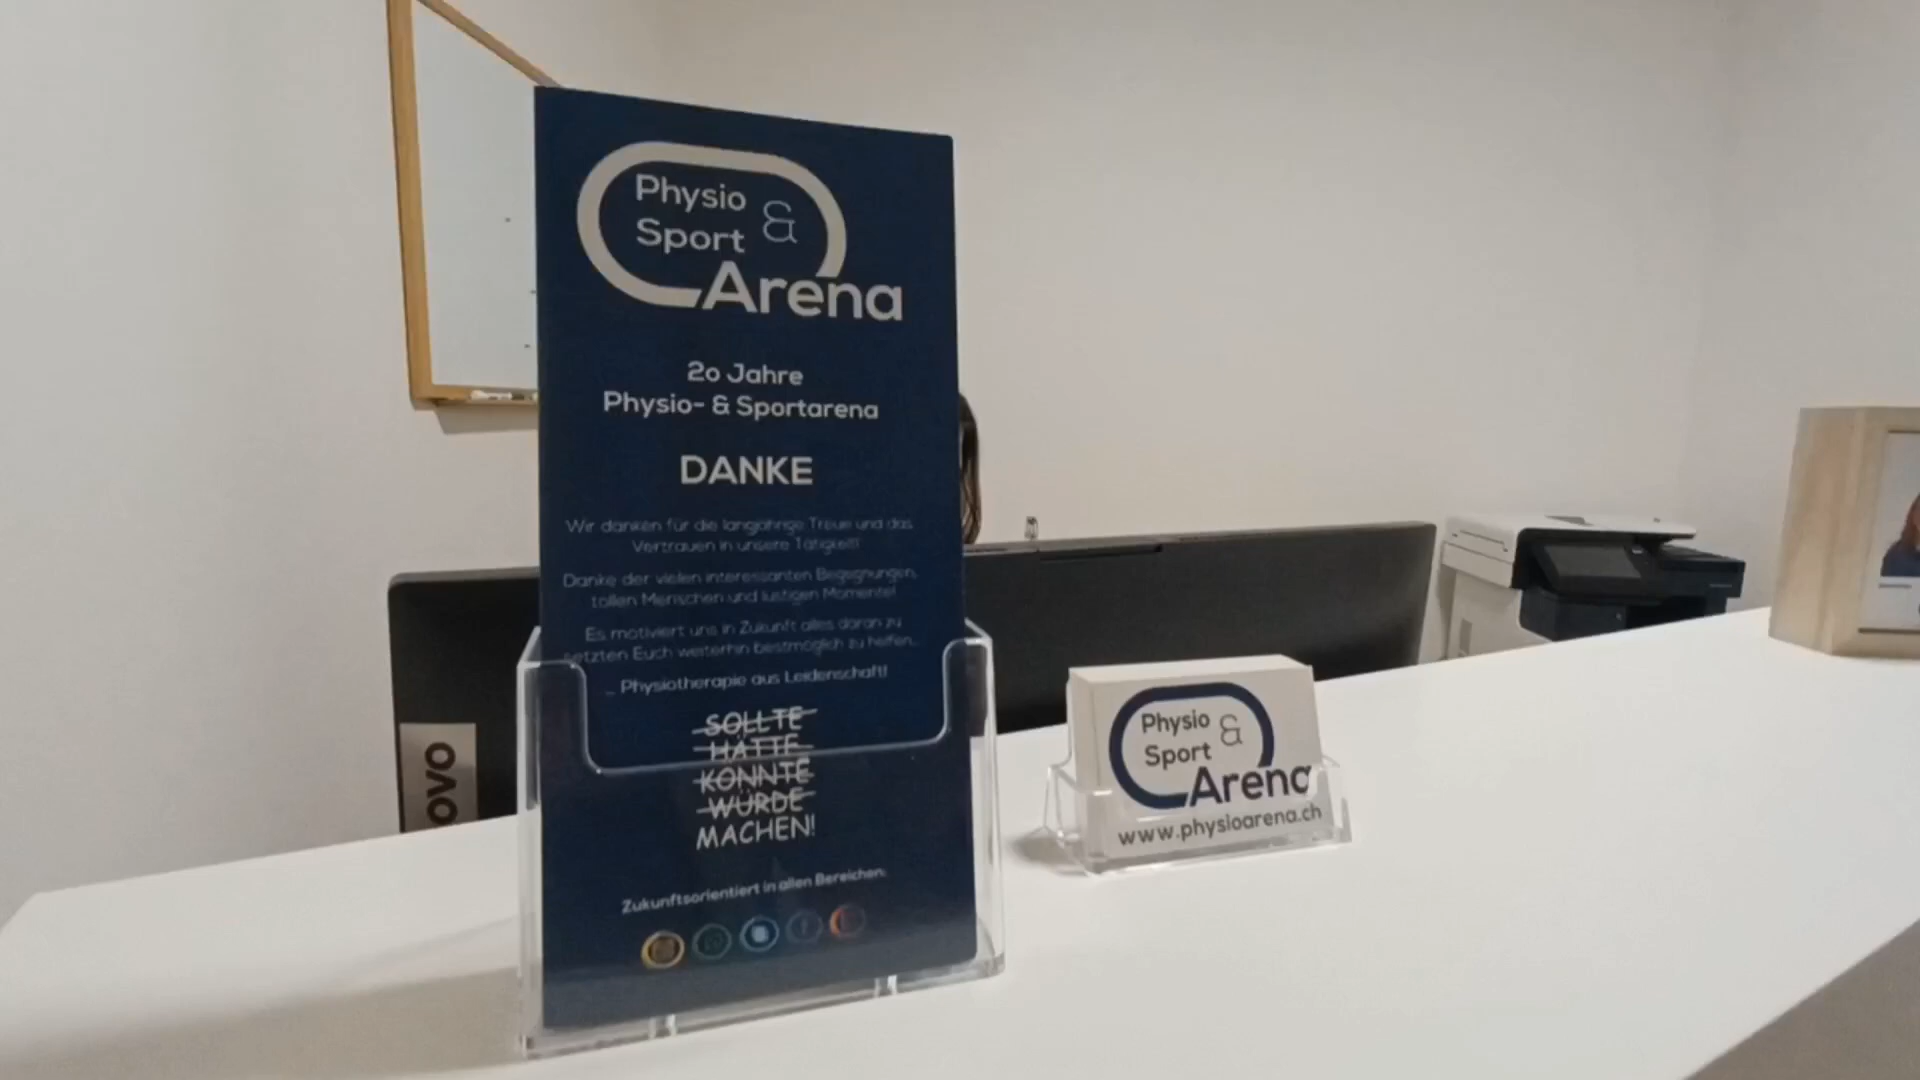 Physio
Sport &
Arena
20 Jahre
Physio- & Sportarena
DANKE
Wir danken für die langjährige Treue und das
Vertrauen in unsere Tätigkeit!
Danke der vielen interessanten Begegnungen,
tollen Menschen und lustigen Momente!
Es motiviert uns in Zukunft alles daran zu
setzten Euch weiterhin bestmöglich zu helfen...
... Physiotherapie aus Leidenschaft!
SOLLTE
HÄTTE
KÖNNTE
WÜRDE
MACHEN!
Zukunftsorientiert in allen Bereichen:
OVO
Physio
Sport &
Arena
www.physioarena.ch